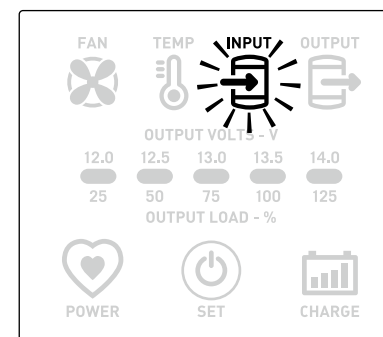 FAN TEMP INPUT OUTPUT
OUTPUT VOLTS - V
12.0 12.5 13.0 13.5 14.0
25 50 75 100 125
OUTPUT LOAD - %
POWER SET CHARGE